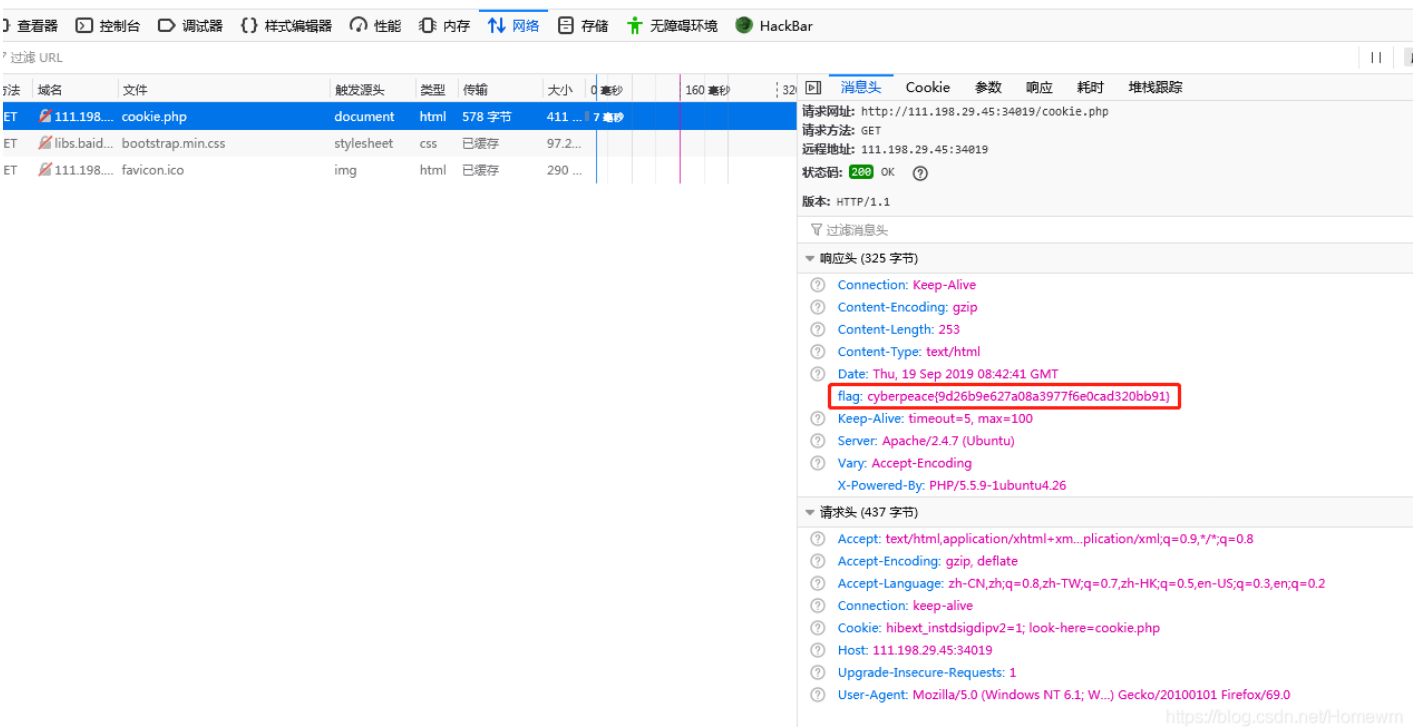 查看器 控制台 调试器 样式编辑器 性能 内存 网络 存储 无障碍环境 HackBar
过滤 URL
方法 域名 文件 触发源头 类型 传输 大小 0 毫秒 160 毫秒 320
ET 111.198.... cookie.php document html 578 字节 411 ... 7 毫秒
ET libs.baid... bootstrap.min.css stylesheet css 已缓存 97.2...
ET 111.198.... favicon.ico img html 已缓存 290 ...
消息头 Cookie 参数 响应 耗时 堆栈跟踪
请求网址: http://111.198.29.45:34019/cookie.php
请求方法: GET
远程地址: 111.198.29.45:34019
状态码: 200 OK
版本: HTTP/1.1
过滤消息头
响应头 (325 字节)
Connection: Keep-Alive
Content-Encoding: gzip
Content-Length: 253
Content-Type: text/html
Date: Thu, 19 Sep 2019 08:42:41 GMT
flag: cyberpeace{9d26b9e627a08a3977f6e0cad320bb91}
Keep-Alive: timeout=5, max=100
Server: Apache/2.4.7 (Ubuntu)
Vary: Accept-Encoding
X-Powered-By: PHP/5.5.9-1ubuntu4.26
请求头 (437 字节)
Accept: text/html,application/xhtml+xm...plication/xml;q=0.9,*/*;q=0.8
Accept-Encoding: gzip, deflate
Accept-Language: zh-CN,zh;q=0.8,zh-TW;q=0.7,zh-HK;q=0.5,en-US;q=0.3,en;q=0.2
Connection: keep-alive
Cookie: hibext_instdsigdipv2=1; look-here=cookie.php
Host: 111.198.29.45:34019
Upgrade-Insecure-Requests: 1
User-Agent: Mozilla/5.0 (Windows NT 6.1; W...) Gecko/20100101 Firefox/69.0
https://blog.csdn.net/Homewm